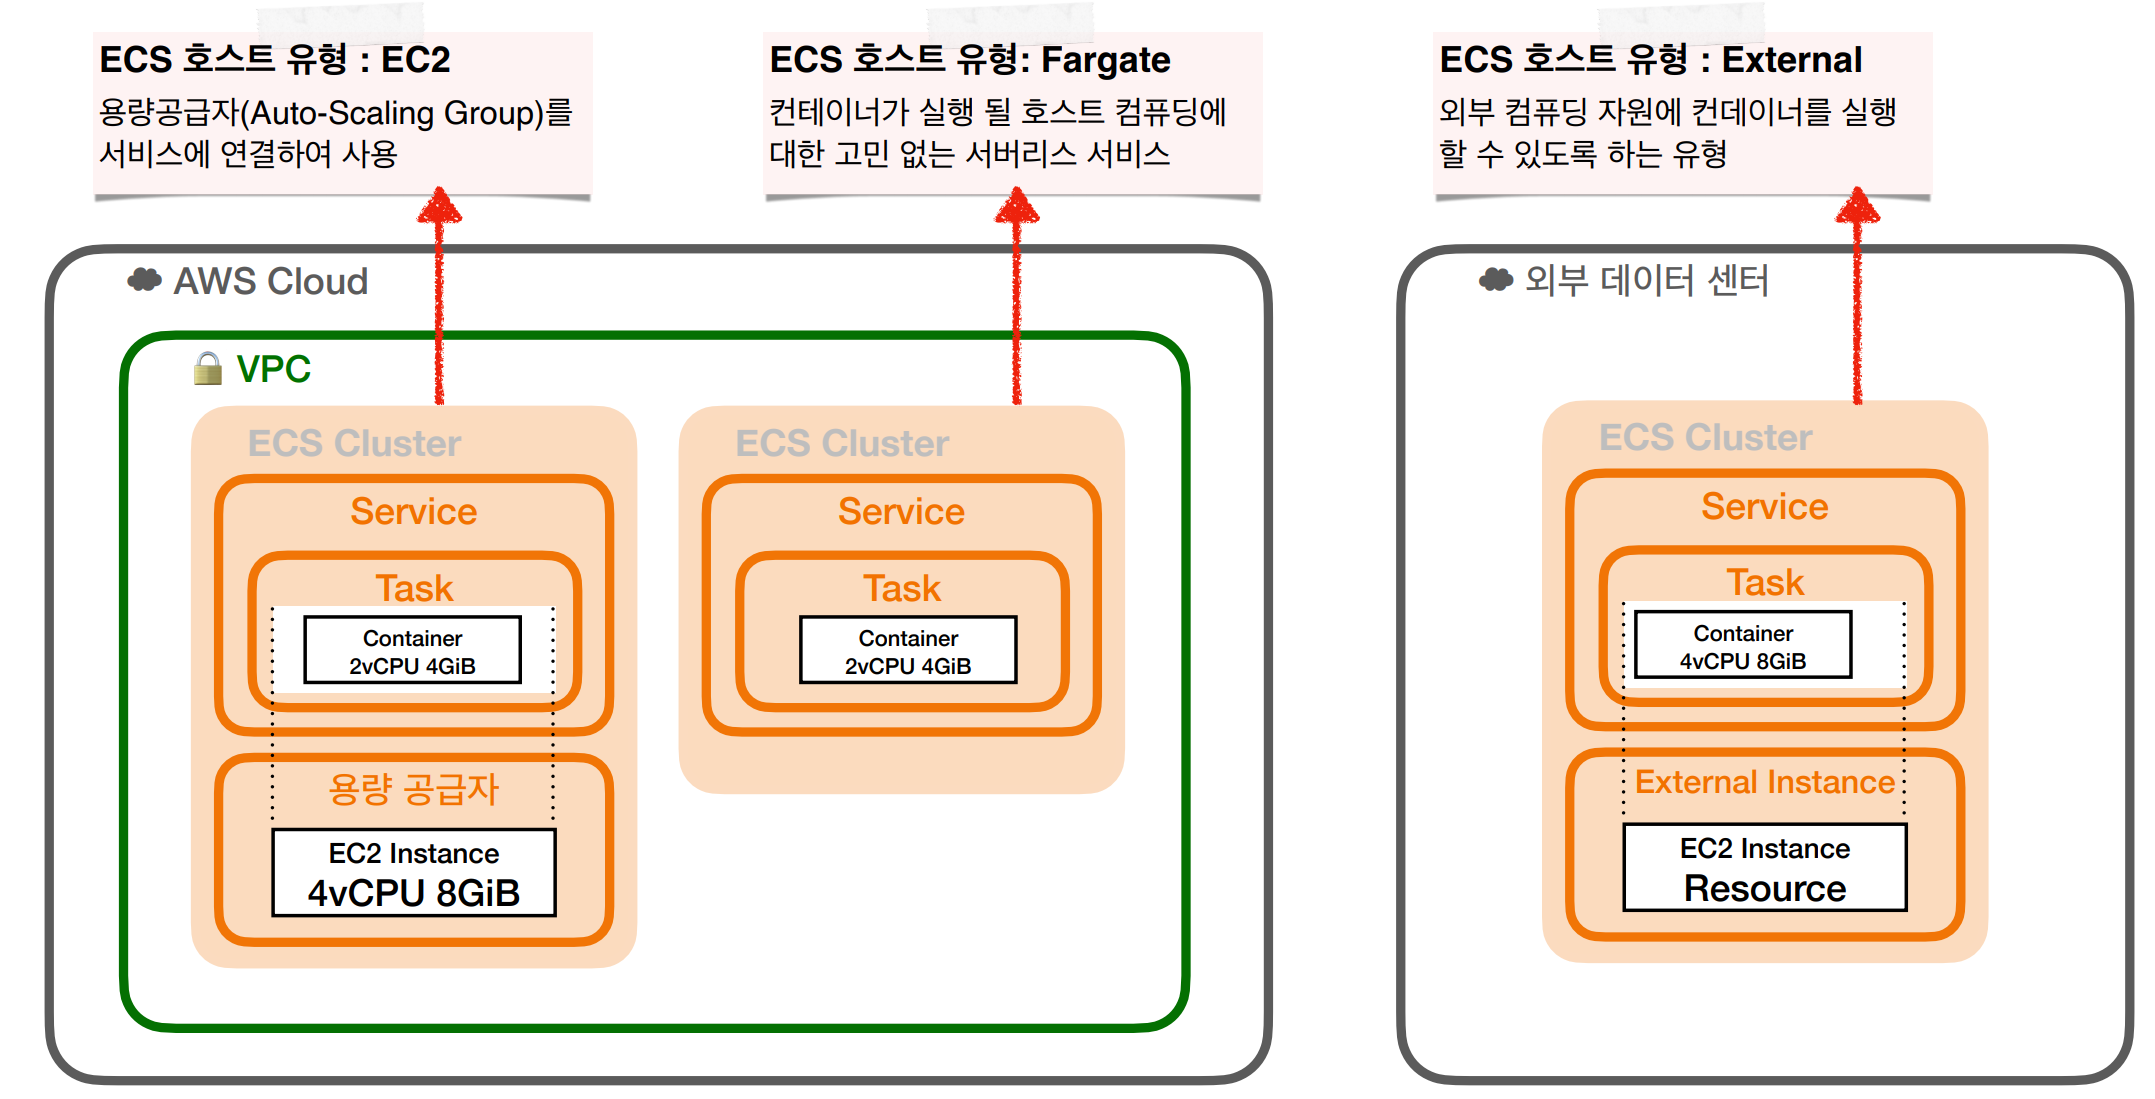 ECS 호스트 유형 : EC2
용량공급자(Auto-Scaling Group)를
서비스에 연결하여 사용
ECS 호스트 유형: Fargate
컨테이너가 실행 될 호스트 컴퓨팅에
대한 고민 없는 서버리스 서비스
ECS 호스트 유형 : External
외부 컴퓨팅 자원에 컨데이너를 실행
할 수 있도록 하는 유형
AWS Cloud
VPC
ECS Cluster
Service
Task
Container
2vCPU 4GiB
용량 공급자
EC2 Instance
4vCPU 8GiB
ECS Cluster
Service
Task
Container
2vCPU 4GiB
외부 데이터 센터
ECS Cluster
Service
Task
Container
4vCPU 8GiB
External Instance
EC2 Instance
Resource